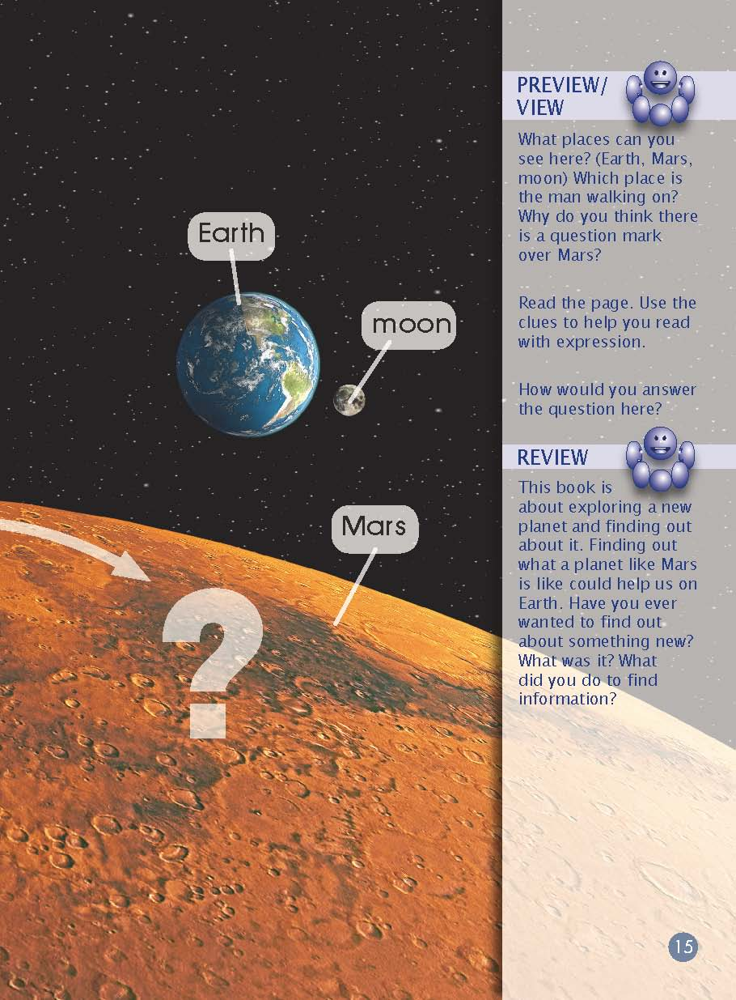 Earth
moon
Mars
?
PREVIEW/
VIEW
What places can you
see here? (Earth, Mars,
moon) Which place is
the man walking on?
Why do you think there
is a question mark
over Mars?
Read the page. Use the
clues to help you read
with expression.
How would you answer
the question here?
REVIEW
This book is
about exploring a new
planet and finding out
about it. Finding out
what a planet like Mars
is like could help us on
Earth. Have you ever
wanted to find out
about something new?
What was it? What
did you do to find
information?
15